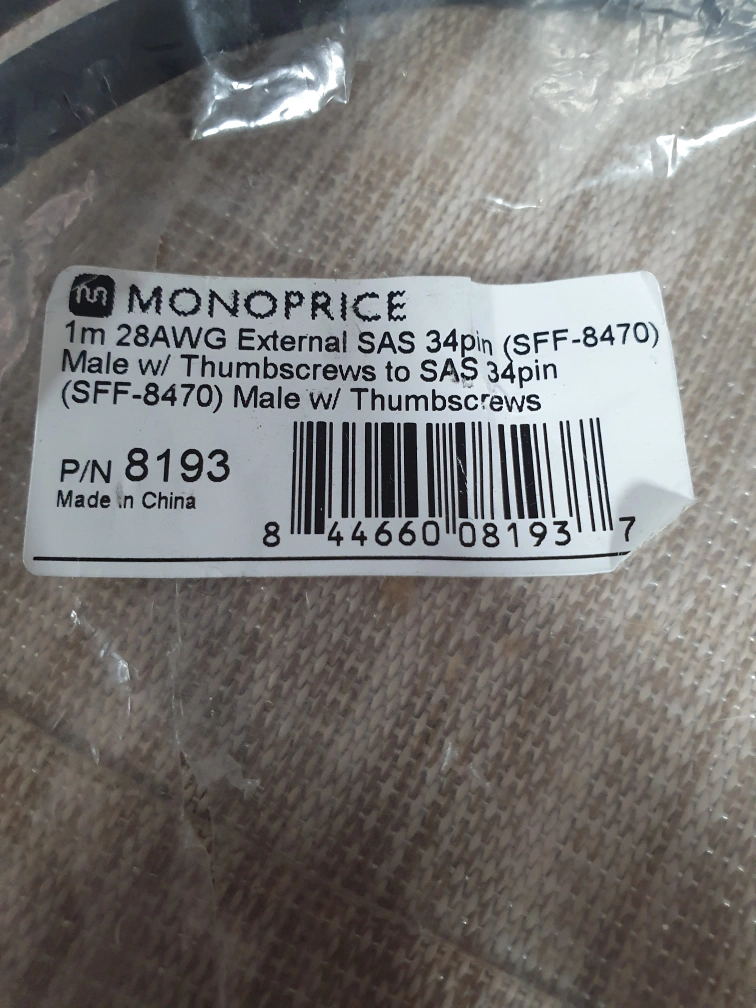 MONOPRICE
1m 28AWG External SAS 34pin (SFF-8470)
Male w/ Thumbscrews to SAS 34pin
(SFF-8470) Male w/ Thumbscrews
P/N 8193
Made in China
8 44660 08193 7